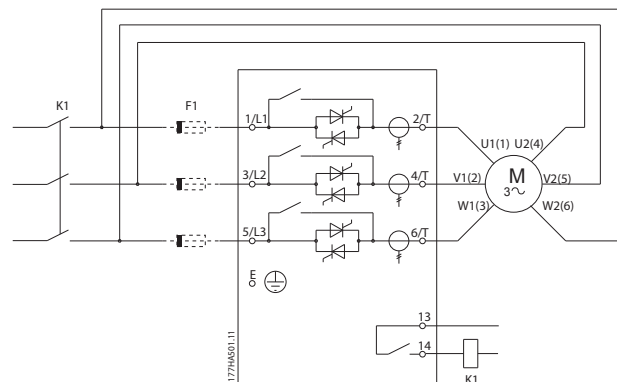 K1
F1
1/L1
2/T
U1(1) U2(4)
3/L2
4/T
V1(2)
M
3
V2(5)
5/L3
6/T
W1(3)
W2(6)
E
13
14
K1
177HA501.11